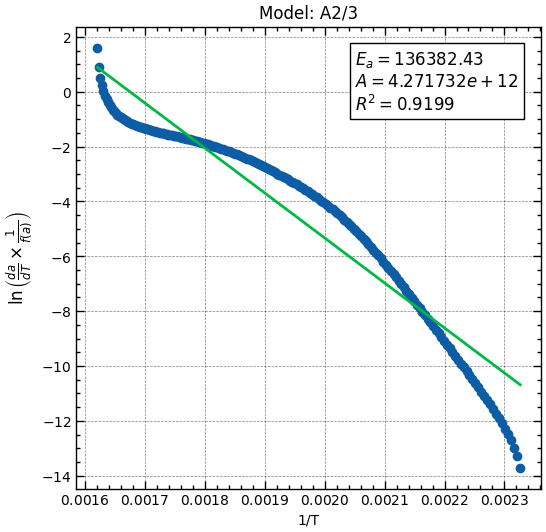 Model: A2/3
E_a = 136382.43
A = 4.271732e + 12
R^2 = 0.9199
ln(da/dT × 1/f(a))
2
0
−2
−4
−6
−8
−10
−12
−14
0.0016 0.0017 0.0018 0.0019 0.0020 0.0021 0.0022 0.0023
1/T